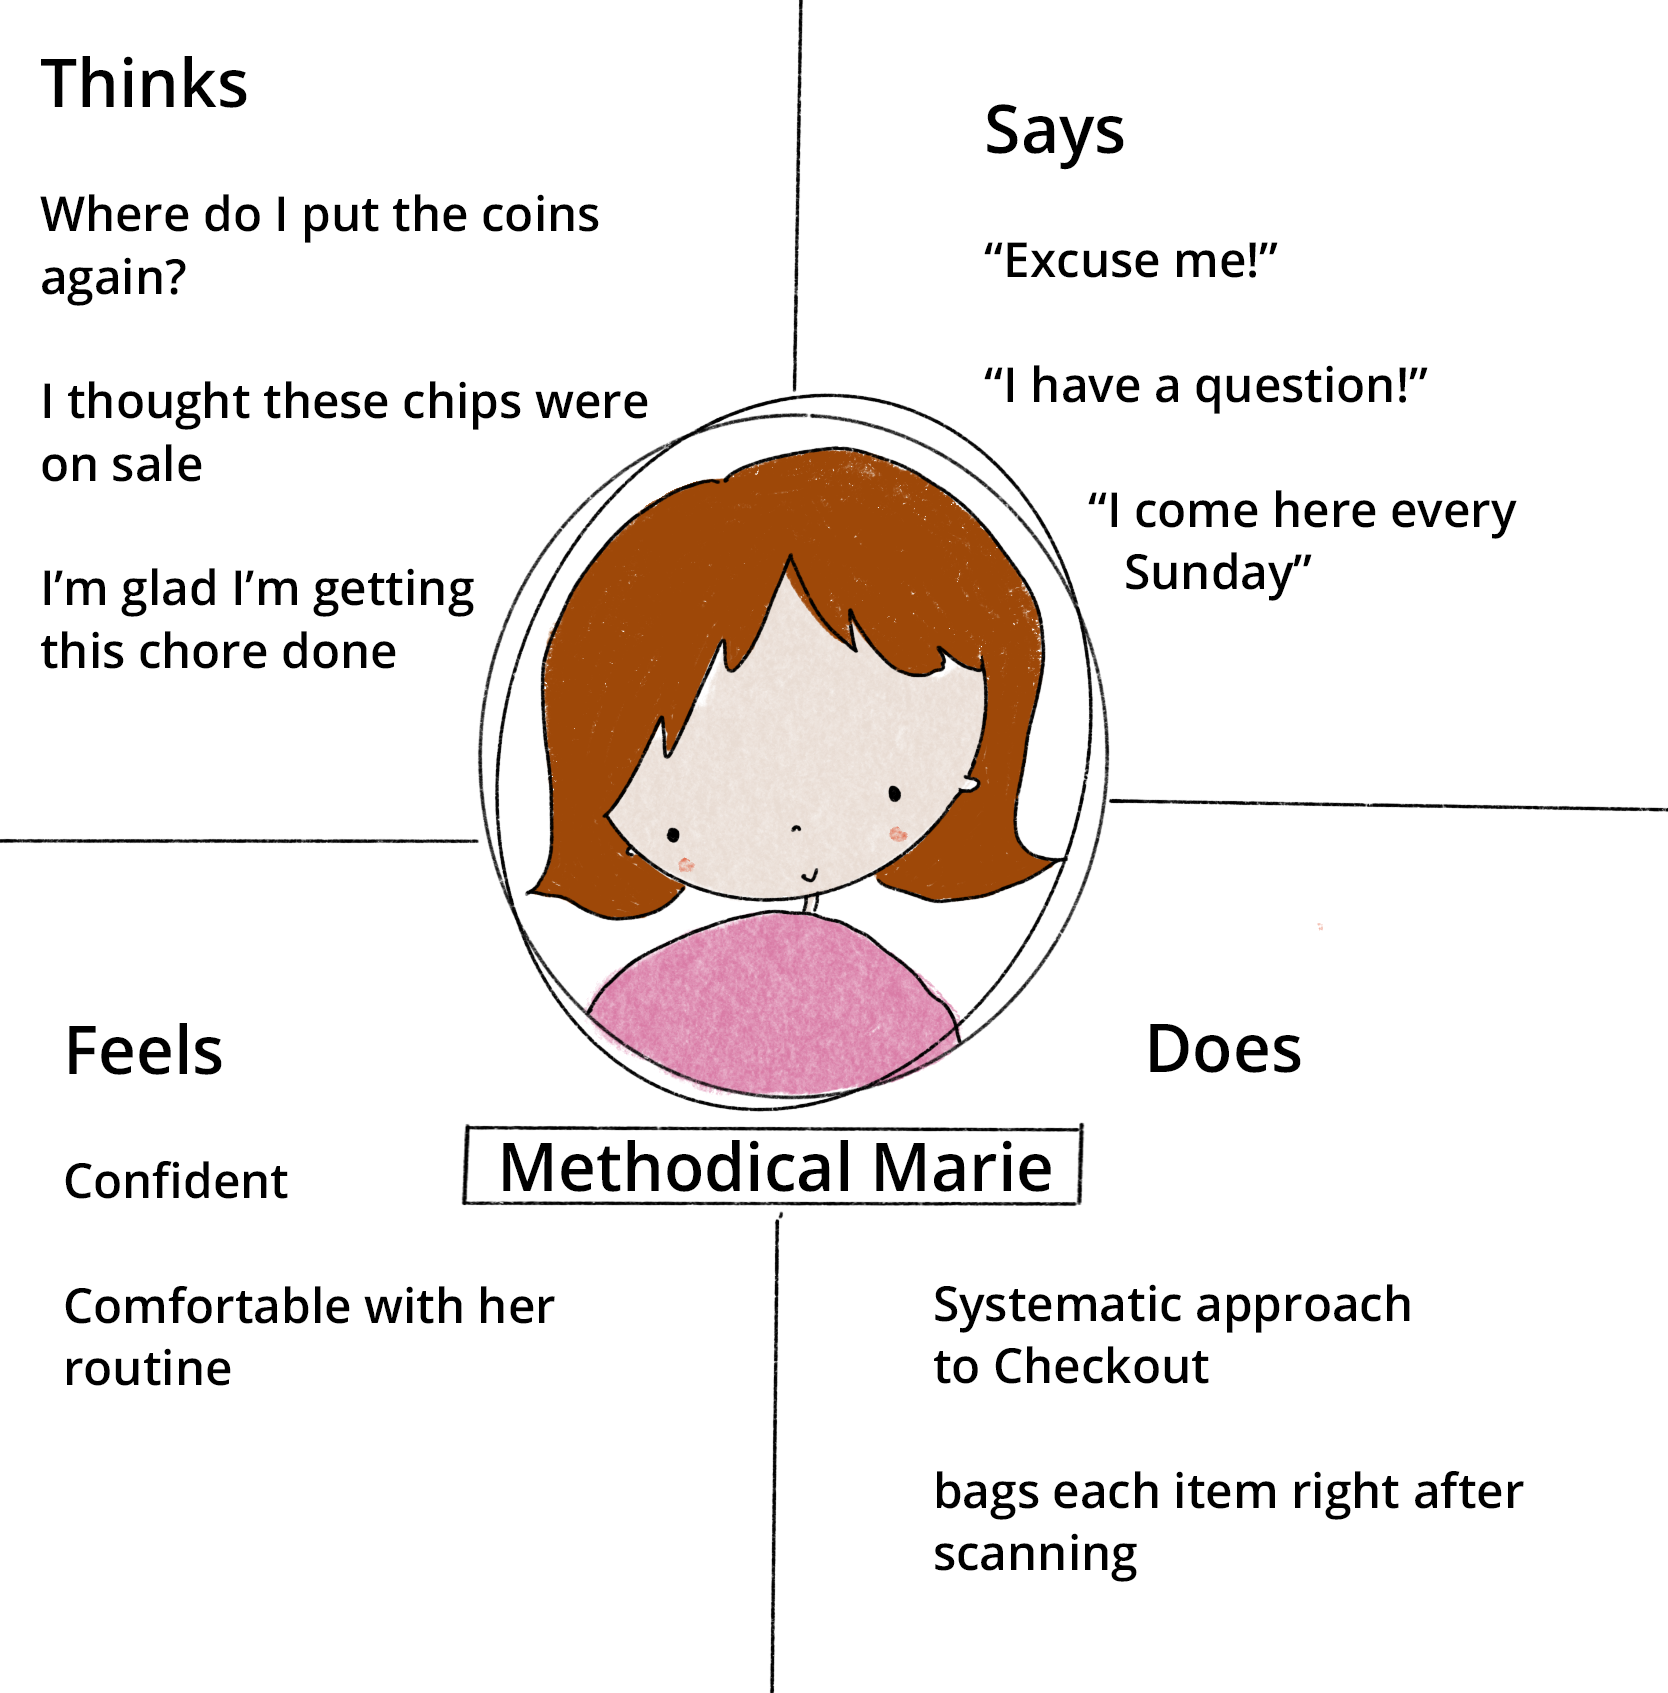 Thinks
Where do I put the coins
again?
I thought these chips were
on sale
I’m glad I’m getting
this chore done
Says
“Excuse me!”
“I have a question!”
“I come here every
Sunday”
Feels
Confident
Comfortable with her
routine
Methodical Marie
Does
Systematic approach
to Checkout
bags each item right after
scanning